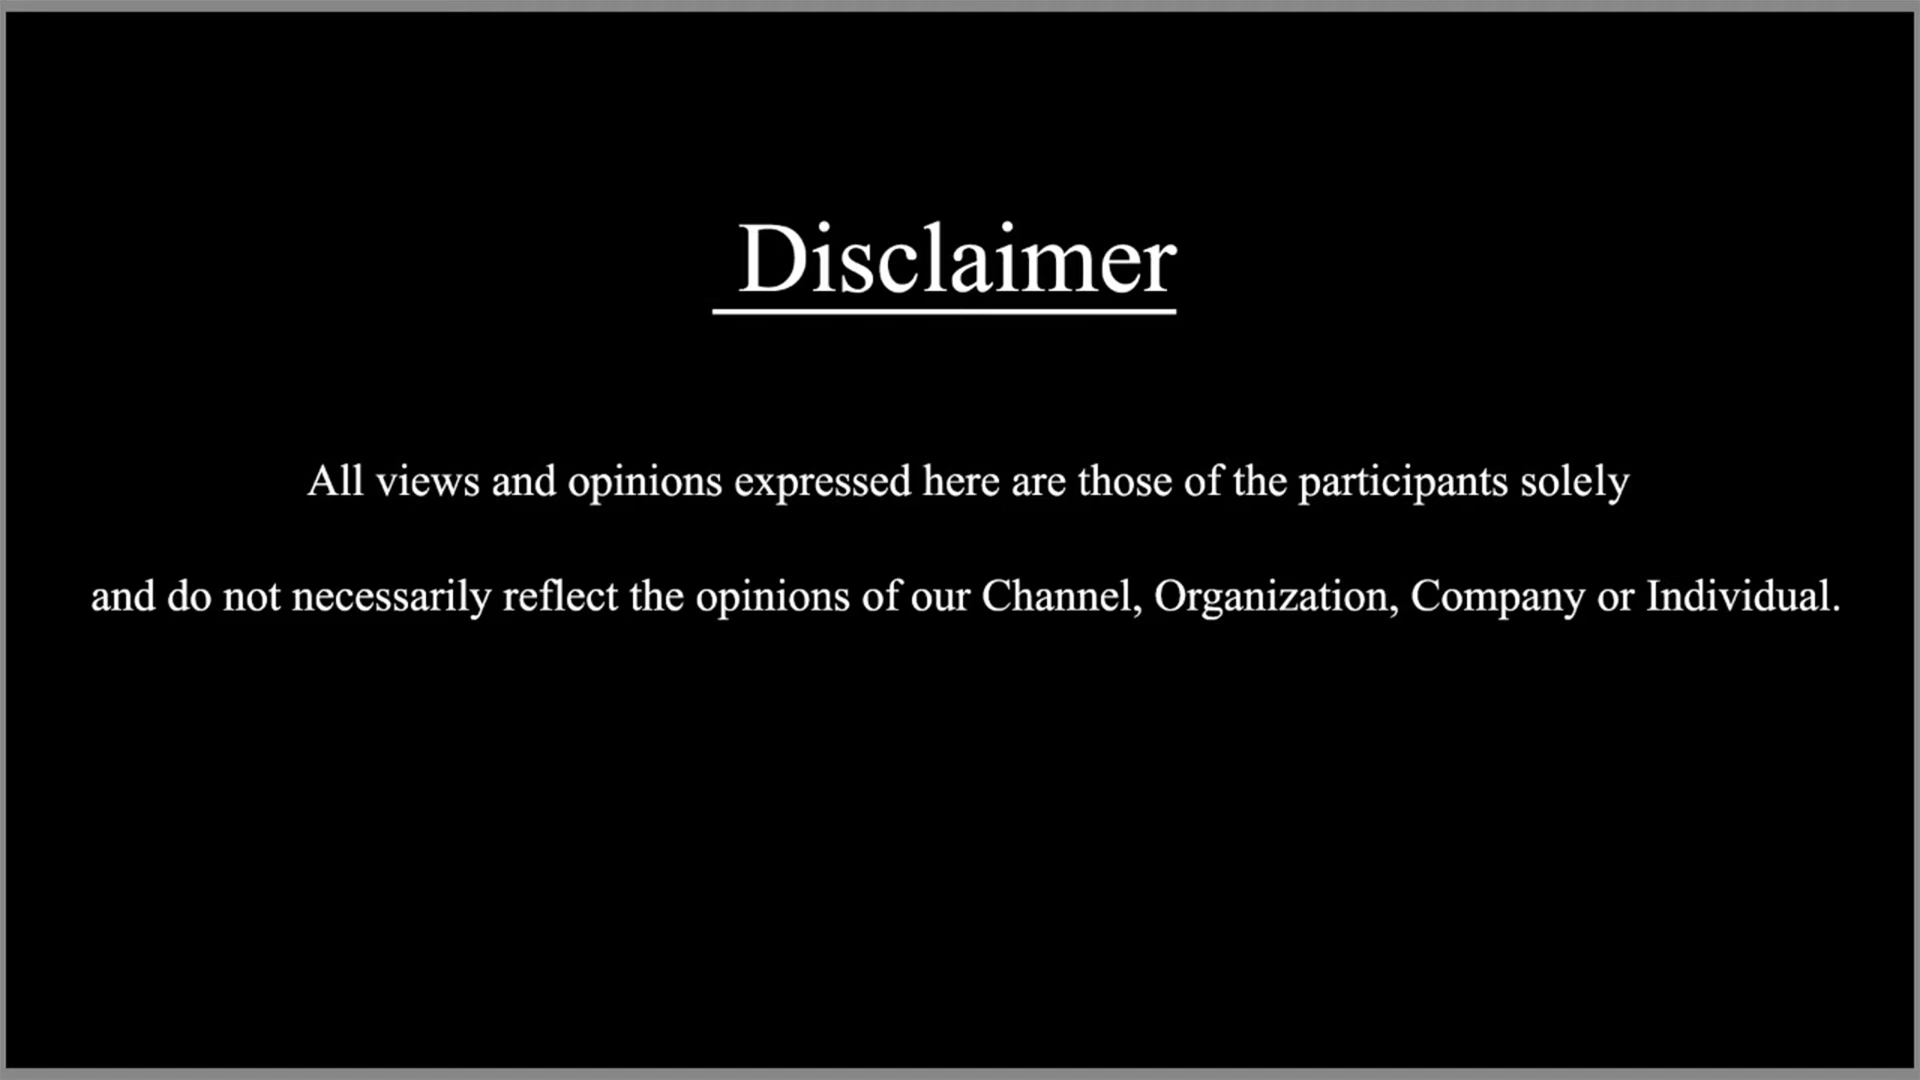 Disclaimer
All views and opinions expressed here are those of the participants solely
and do not necessarily reflect the opinions of our Channel, Organization, Company or Individual.